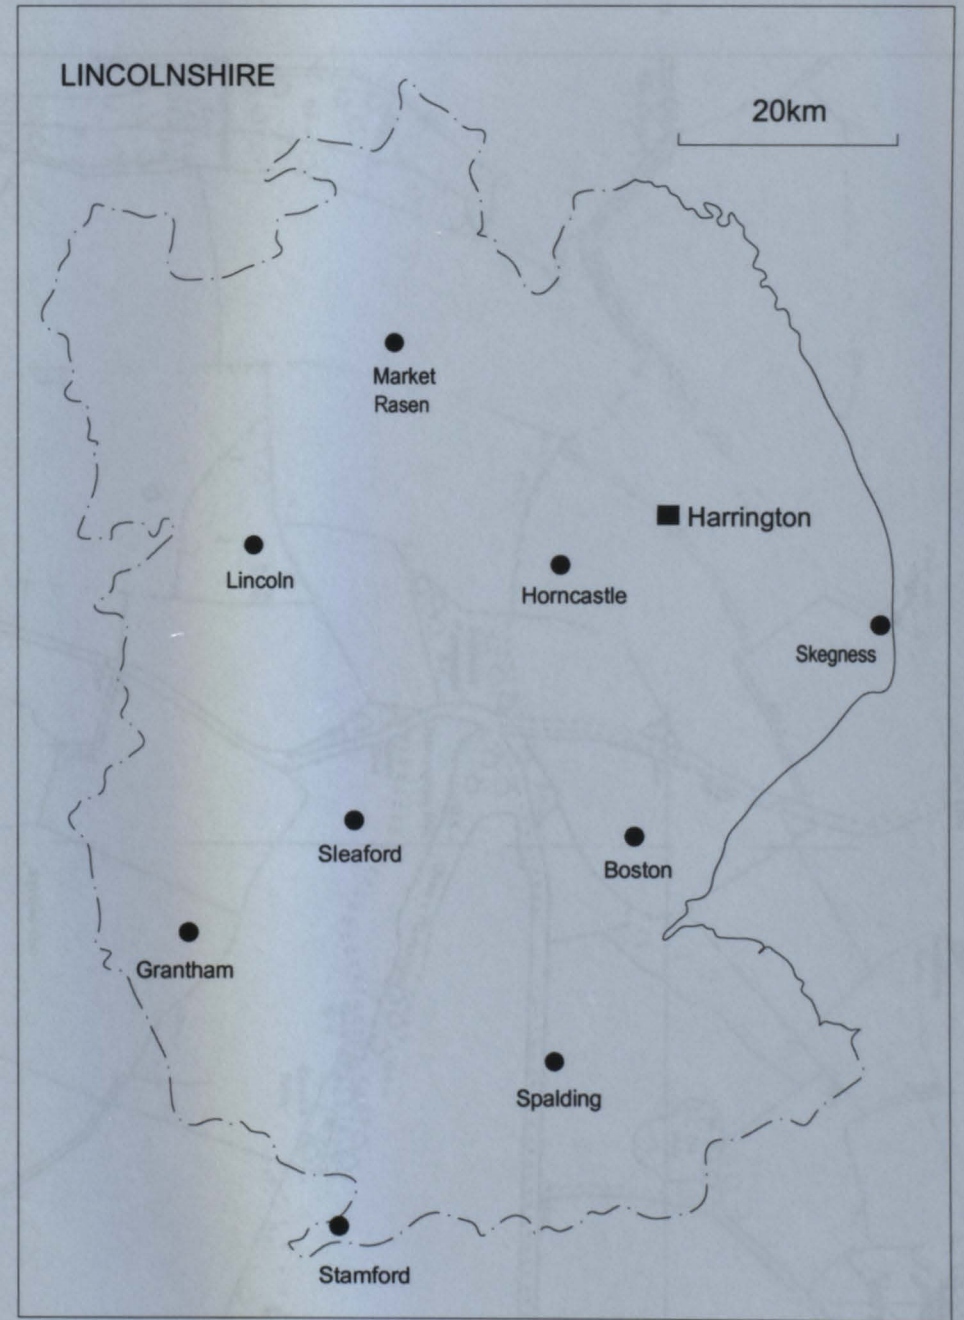 LINCOLNSHIRE
20km
Market
Rasen
Harrington
Lincoln
Horncastle
Skegness
Sleaford
Boston
Grantham
Spalding
Stamford